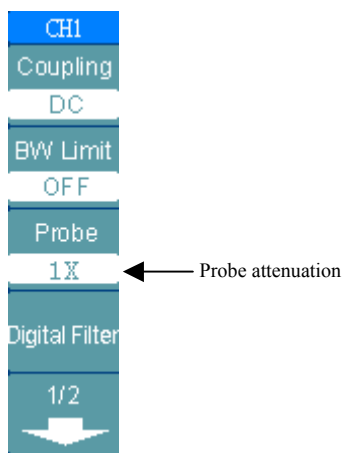 CH1
Coupling
DC
BW Limit
OFF
Probe
1X
Probe attenuation
Digital Filter
1/2